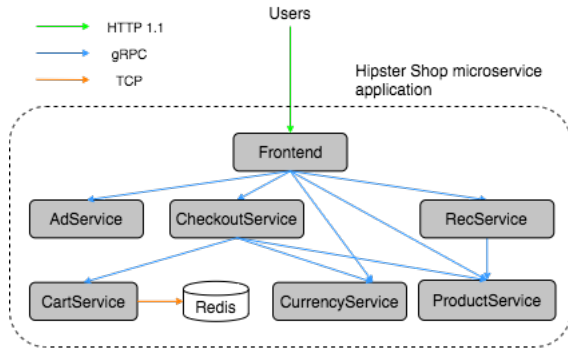 Users
HTTP 1.1
gRPC
TCP
Hipster Shop microservice
application
Frontend
AdService
CheckoutService
RecService
CartService
Redis
CurrencyService
ProductService